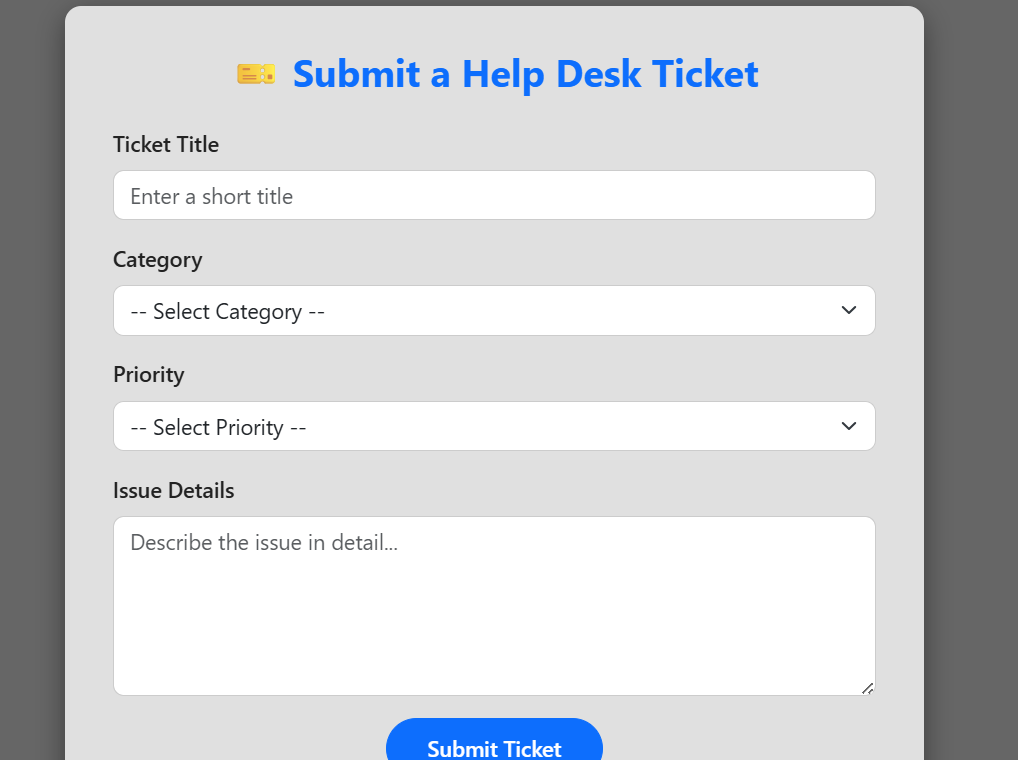 Submit a Help Desk Ticket
Ticket Title
Enter a short title
Category
-- Select Category --
Priority
-- Select Priority --
Issue Details
Describe the issue in detail...
Submit Ticket